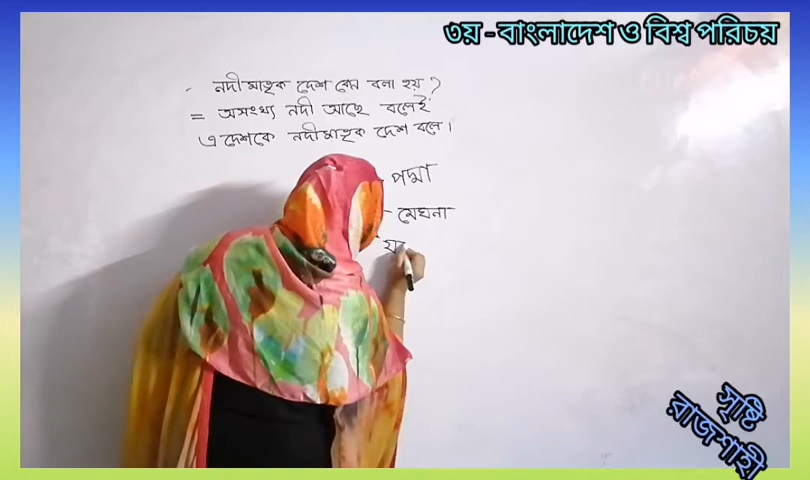 ৩য় - বাংলাদেশ ও বিশ্ব পরিচয়
নদীমাতৃক দেশ কেন বলা হয় ?
= অসংখ্য নদী আছে বলেই
এ দেশকে নদীমাতৃক দেশ বলে।
- পদ্মা
- মেঘনা
য
সৃষ্টি
রাজশাহী